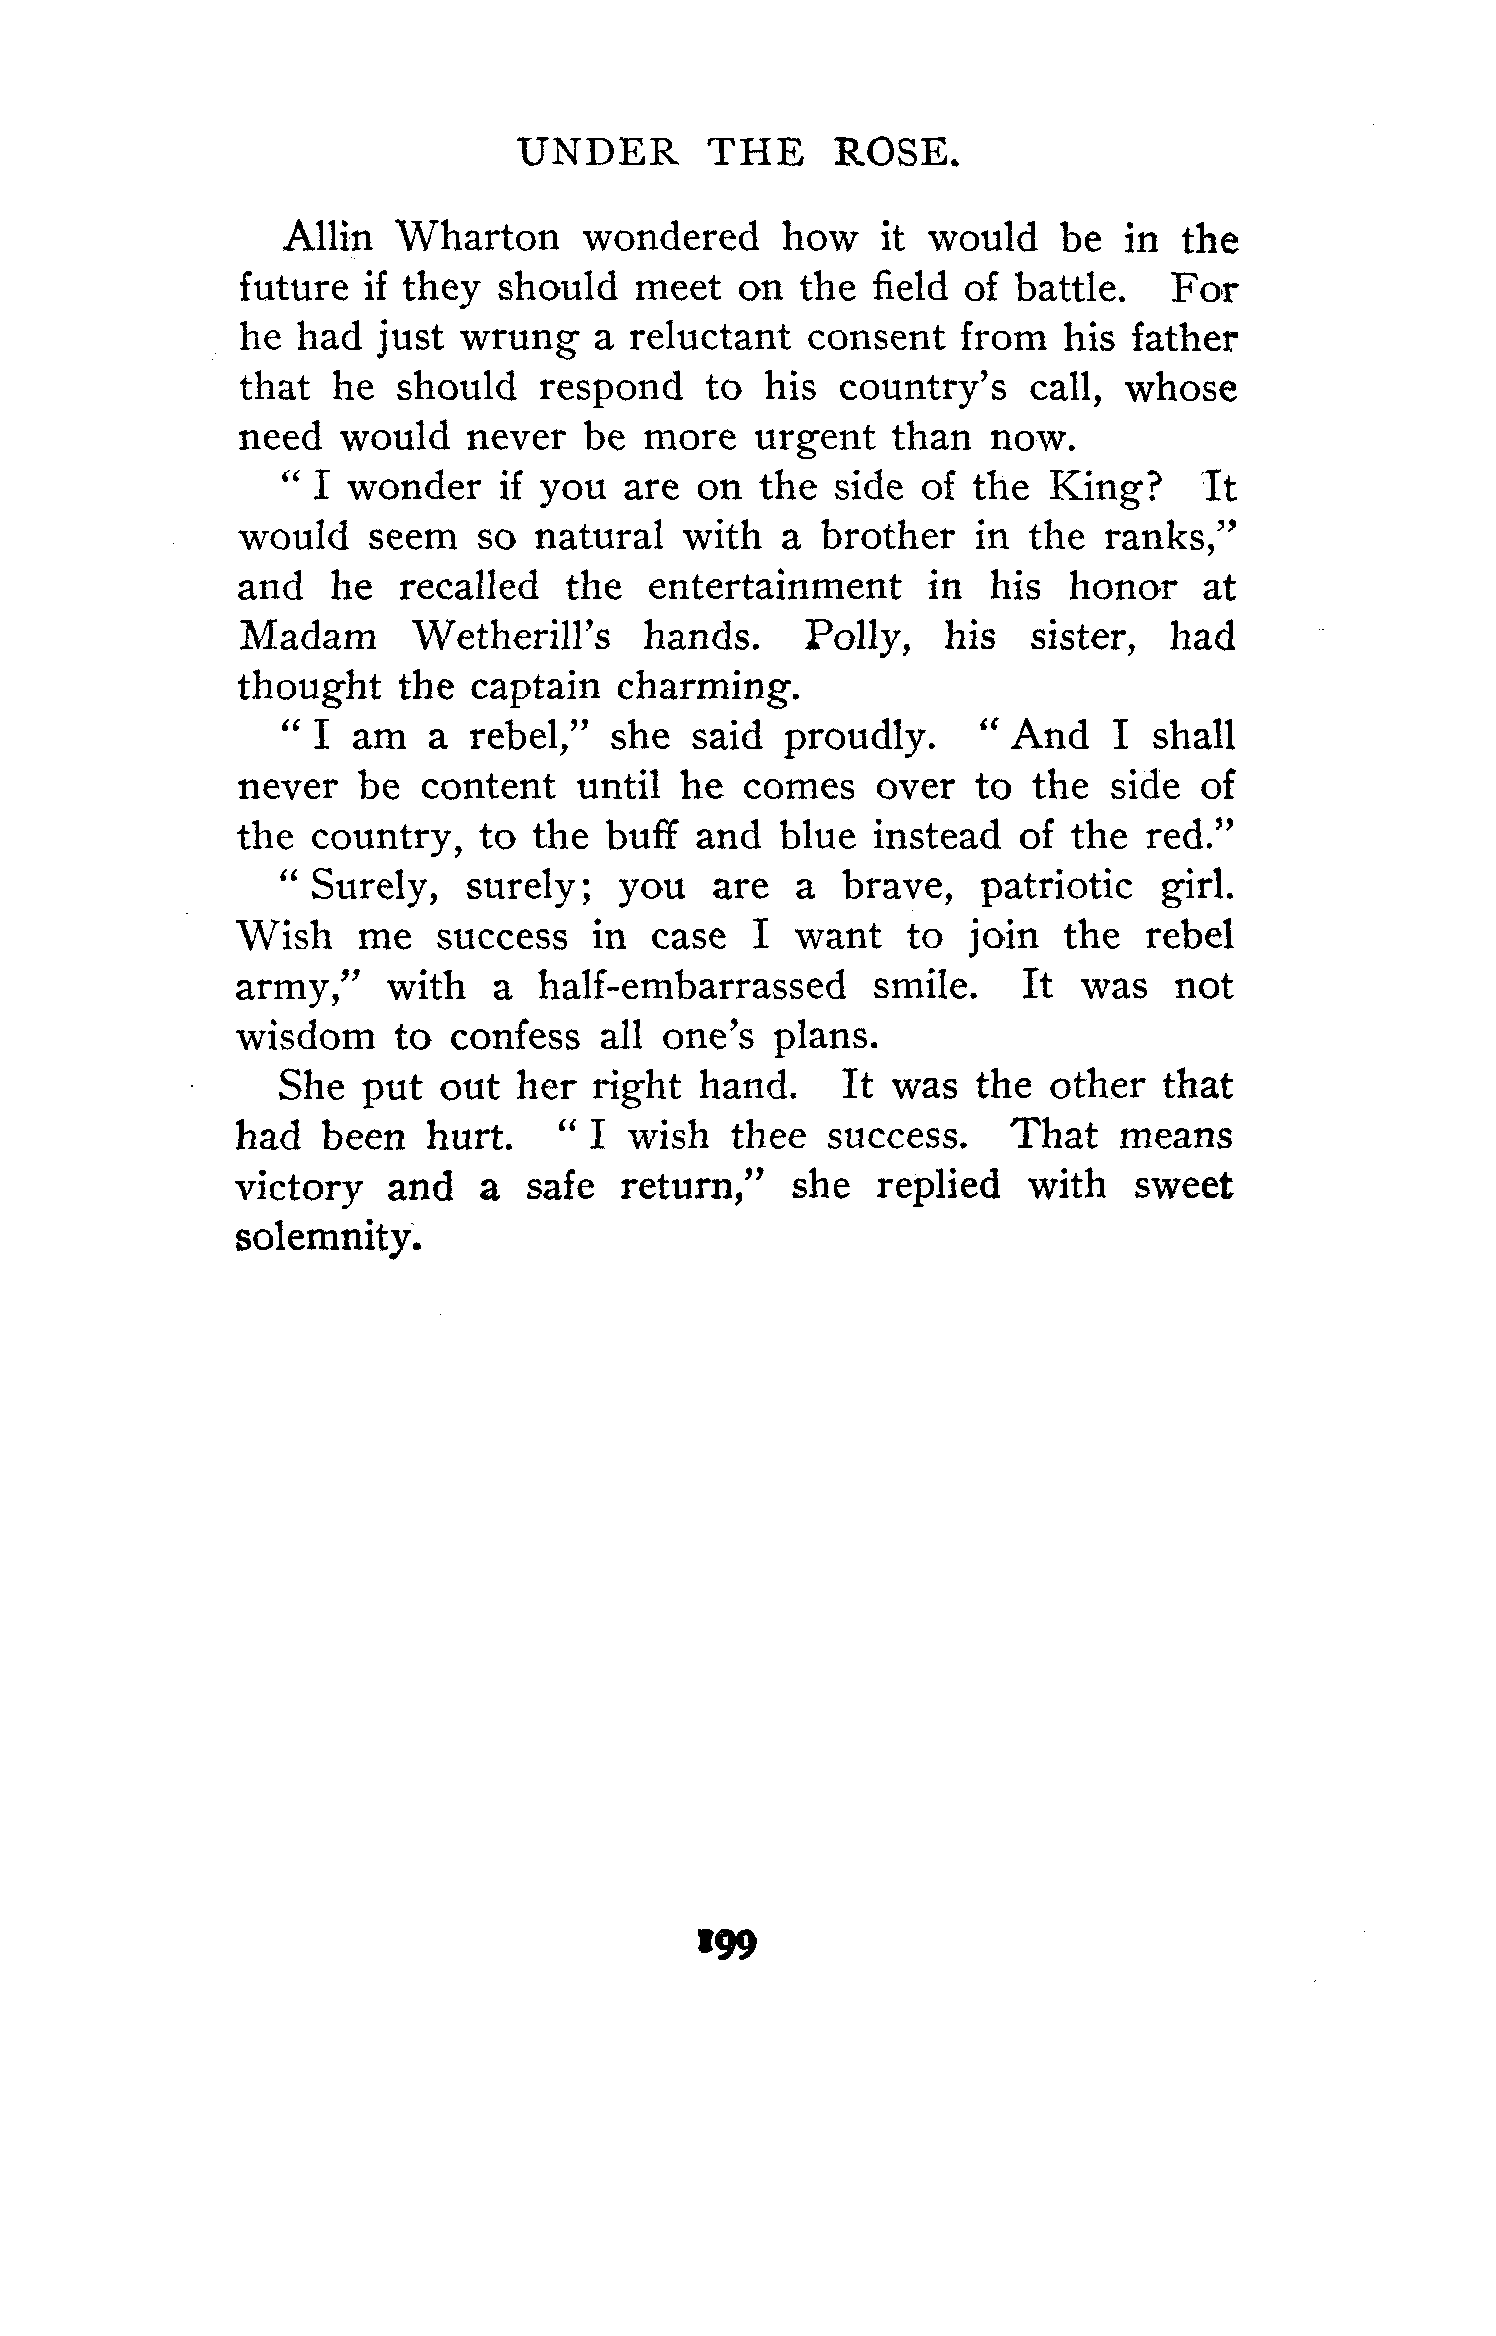 UNDER THE ROSE.
Allin Wharton wondered how it would be in the
future if they should meet on the field of battle. For
he had just wrung a reluctant consent from his father
that he should respond to his country's call, whose
need would never be more urgent than now.
" I wonder if you are on the side of the King? It
would seem so natural with a brother in the ranks,"
and he recalled the entertainment in his honor at
Madam Wetherill's hands. Polly, his sister, had
thought the captain charming.
" I am a rebel," she said proudly. " And I shall
never be content until he comes over to the side of
the country, to the buff and blue instead of the red."
" Surely, surely; you are a brave, patriotic girl.
Wish me success in case I want to join the rebel
army," with a half-embarrassed smile. It was not
wisdom to confess all one's plans.
She put out her right hand. It was the other that
had been hurt. " I wish thee success. That means
victory and a safe return," she replied with sweet
solemnity.
199